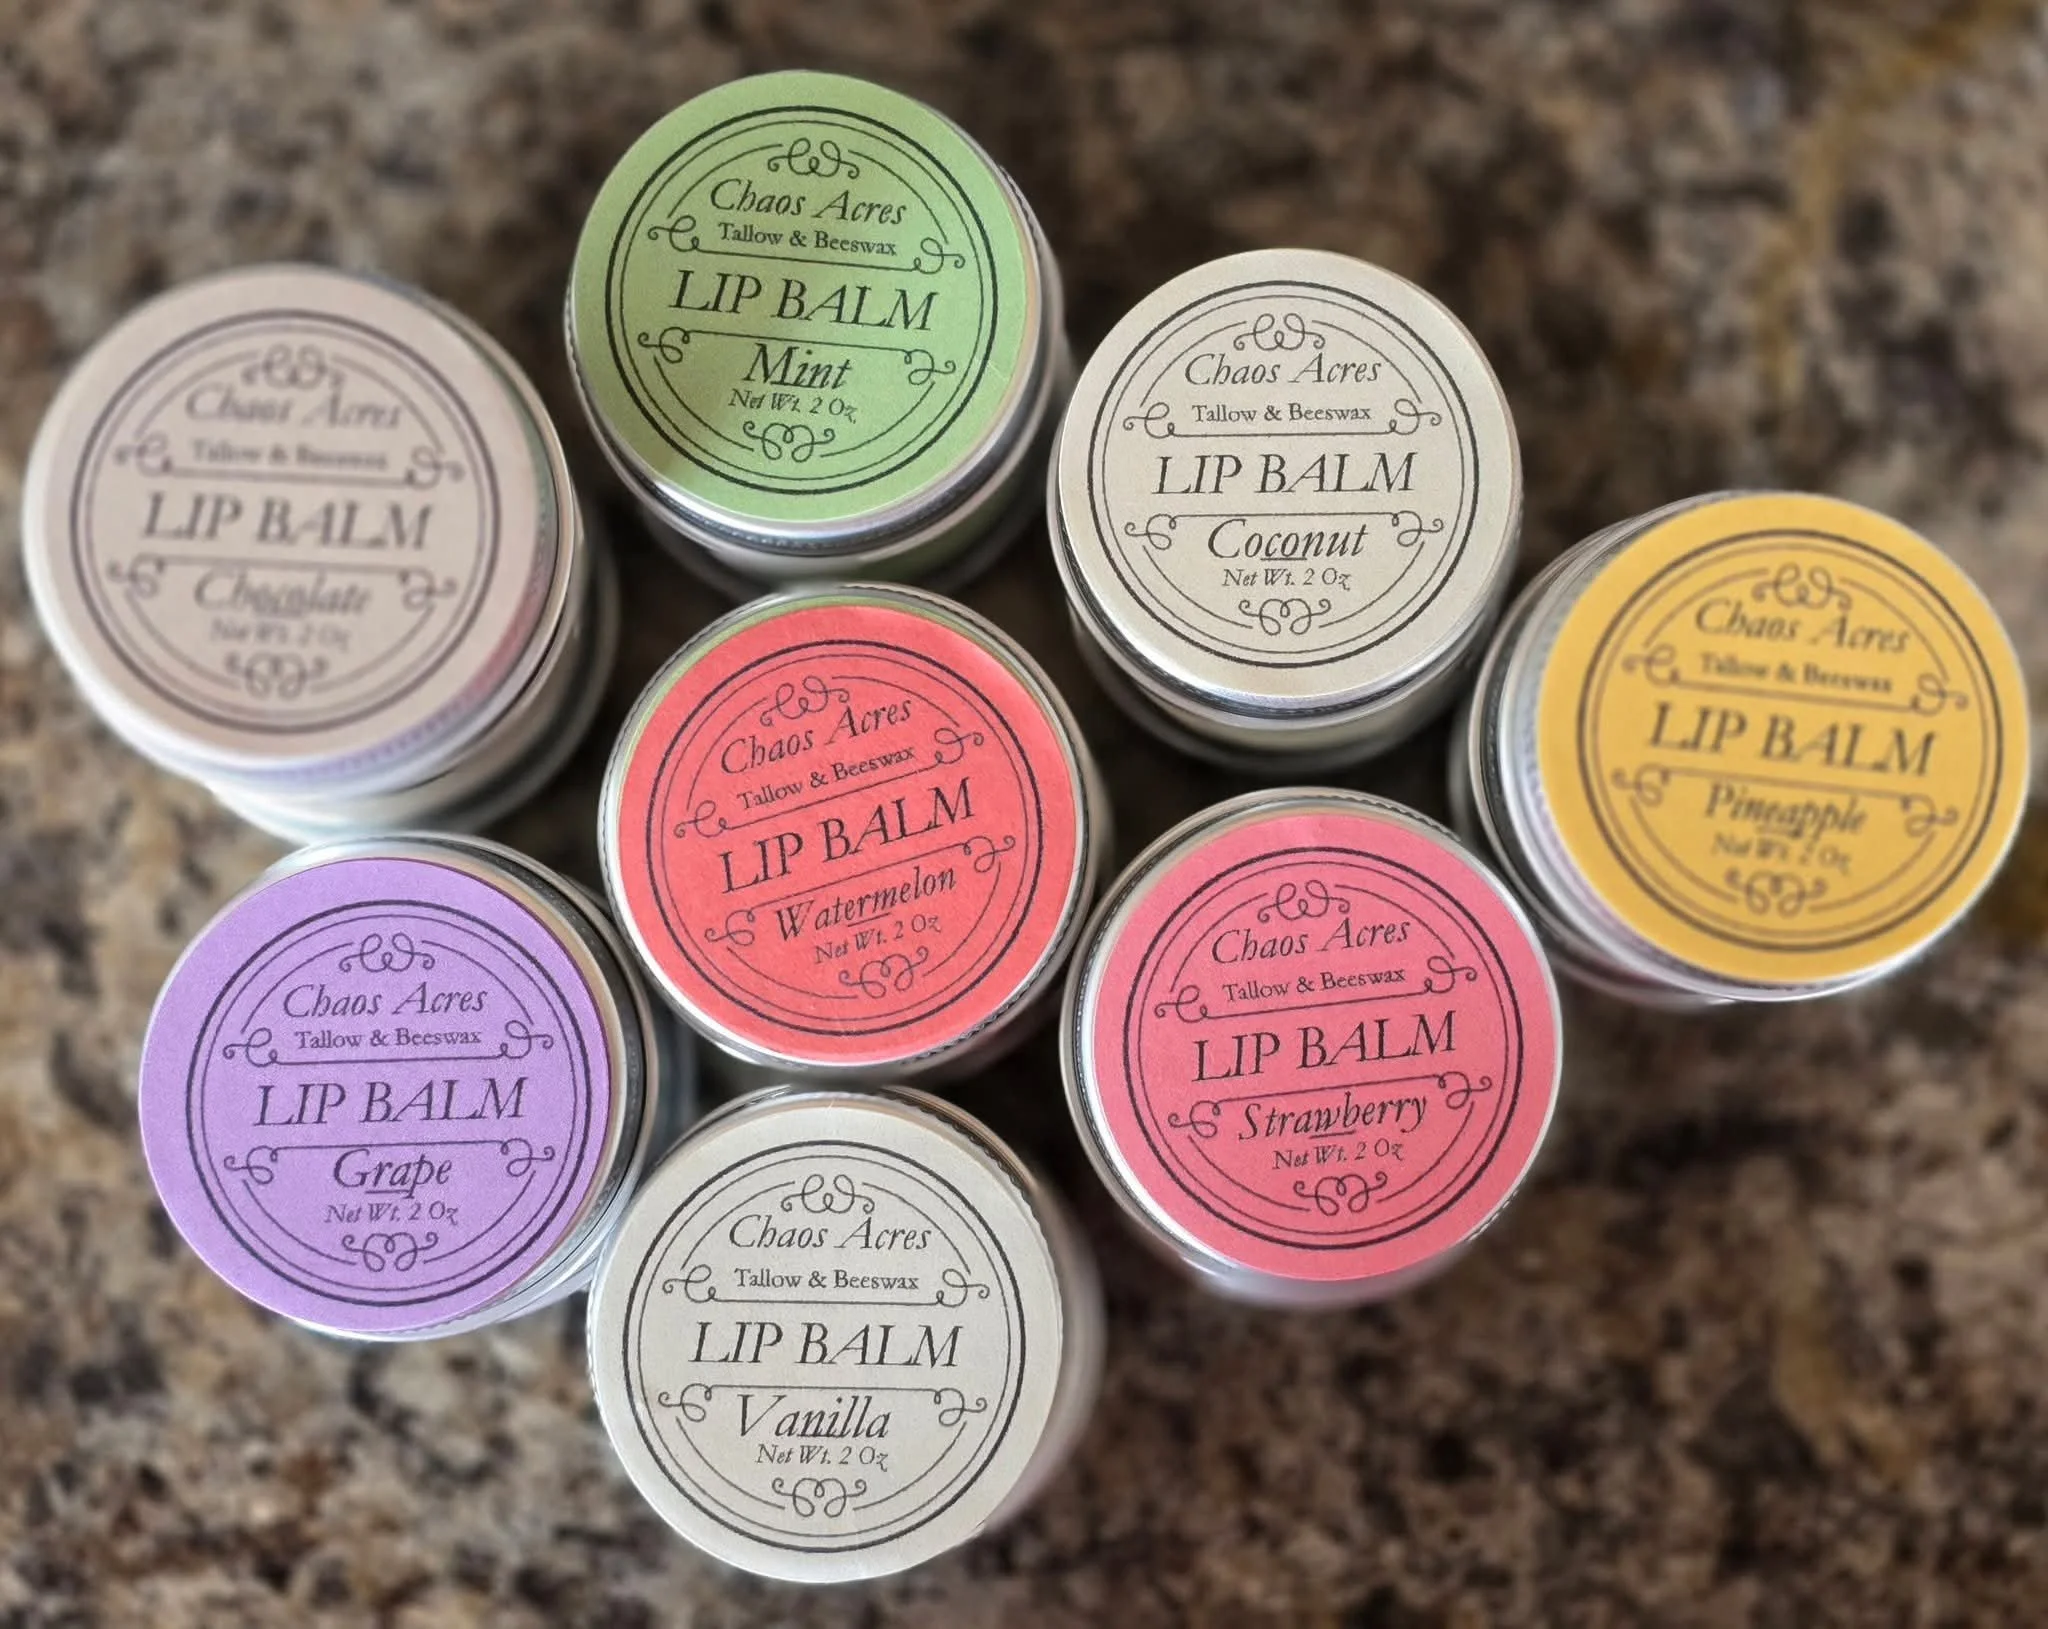 Chaos Acres
Tallow & Beeswax
LIP BALM
Mint
Net Wt. 2 Oz
Chaos Acres
Tallow & Beeswax
LIP BALM
Coconut
Net Wt. 2 Oz
Chaos Acres
Tallow & Beeswax
LIP BALM
Chocolate
Net Wt. 2 Oz
Chaos Acres
Tallow & Beeswax
LIP BALM
Watermelon
Net Wt. 2 Oz
Chaos Acres
Tallow & Beeswax
LIP BALM
Pineapple
Net Wt. 2 Oz
Chaos Acres
Tallow & Beeswax
LIP BALM
Grape
Net Wt. 2 Oz
Chaos Acres
Tallow & Beeswax
LIP BALM
Strawberry
Net Wt. 2 Oz
Chaos Acres
Tallow & Beeswax
LIP BALM
Vanilla
Net Wt. 2 Oz